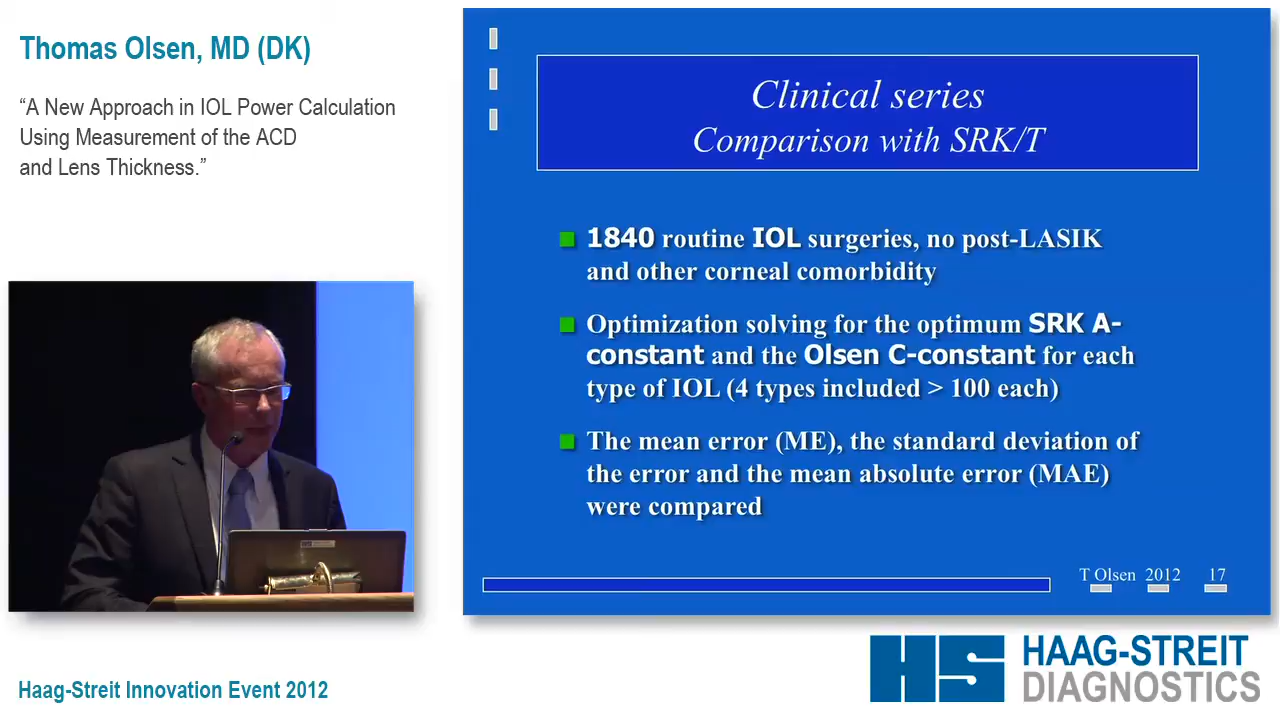 Thomas Olsen, MD (DK)
“A New Approach in IOL Power Calculation
Using Measurement of the ACD
and Lens Thickness.”
Clinical series
Comparison with SRK/T
1840 routine IOL surgeries, no post-LASIK
and other corneal comorbidity
Optimization solving for the optimum SRK A-
constant and the Olsen C-constant for each
type of IOL (4 types included > 100 each)
The mean error (ME), the standard deviation of
the error and the mean absolute error (MAE)
were compared
T Olsen 2012 17
Haag-Streit Innovation Event 2012
HS HAAG-STREIT
DIAGNOSTICS